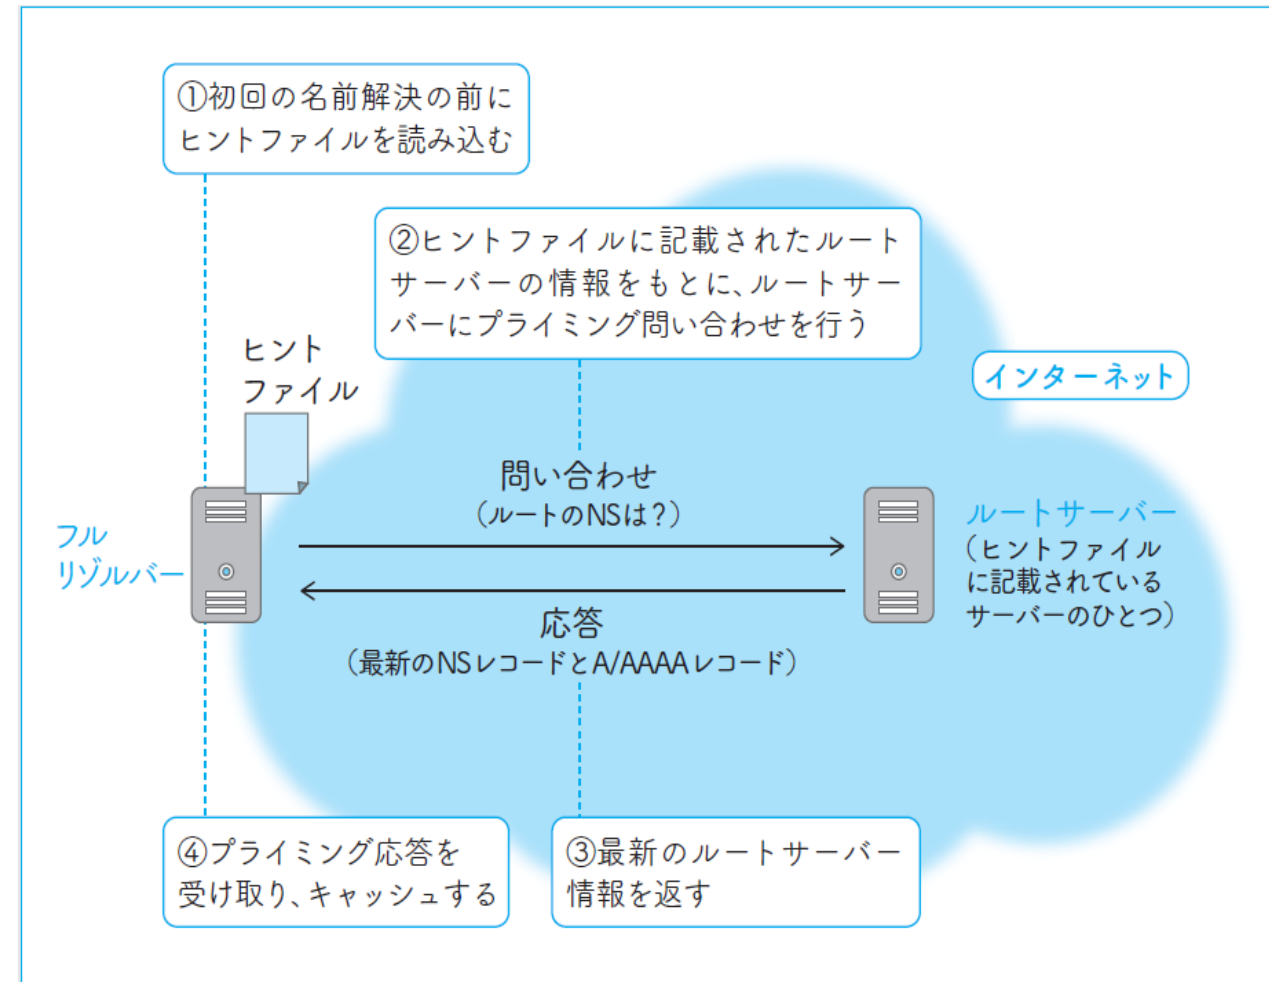 ①初回の名前解決の前に
ヒントファイルを読み込む
②ヒントファイルに記載されたルート
サーバーの情報をもとに、ルートサー
バーにプライミング問い合わせを行う
ヒント
ファイル
インターネット
問い合わせ
（ルートのNSは？）
フル
リゾルバー
ルートサーバー
（ヒントファイル
に記載されている
サーバーのひとつ）
応答
（最新のNSレコードとA/AAAAレコード）
④プライミング応答を
受け取り、キャッシュする
③最新のルートサーバー
情報を返す